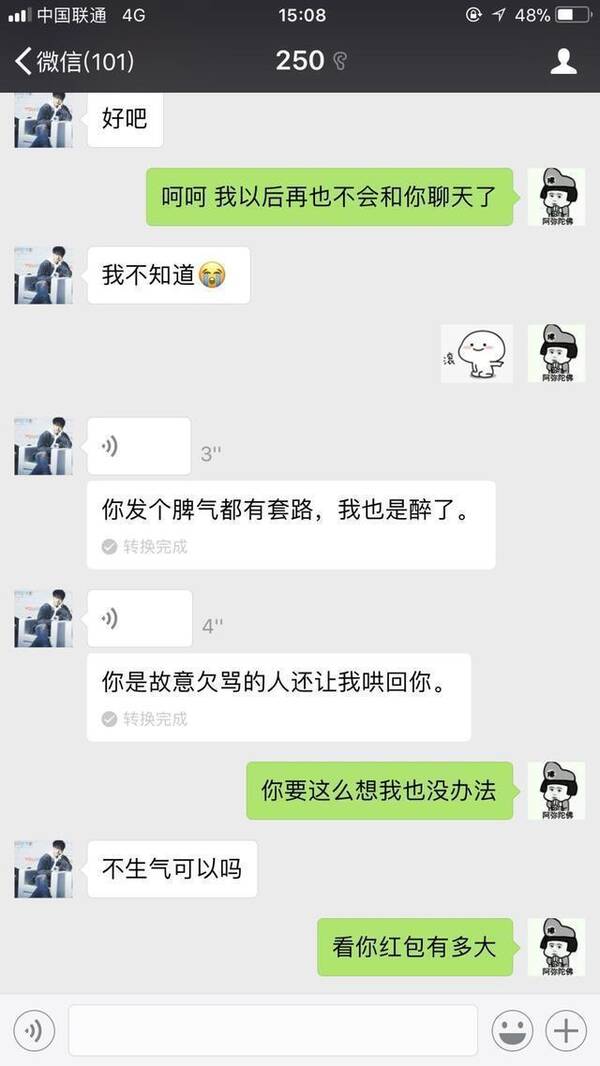 中国联通 4G 15:08 48%
微信(101) 250
好吧
呵呵 我以后再也不会和你聊天了
阿弥陀佛
我不知道😭
滚
阿弥陀佛
3''
你发个脾气都有套路，我也是醉了。
转换完成
4''
你是故意欠骂的人还让我哄回你。
转换完成
你要这么想我也没办法
阿弥陀佛
不生气可以吗
看你红包有多大
阿弥陀佛